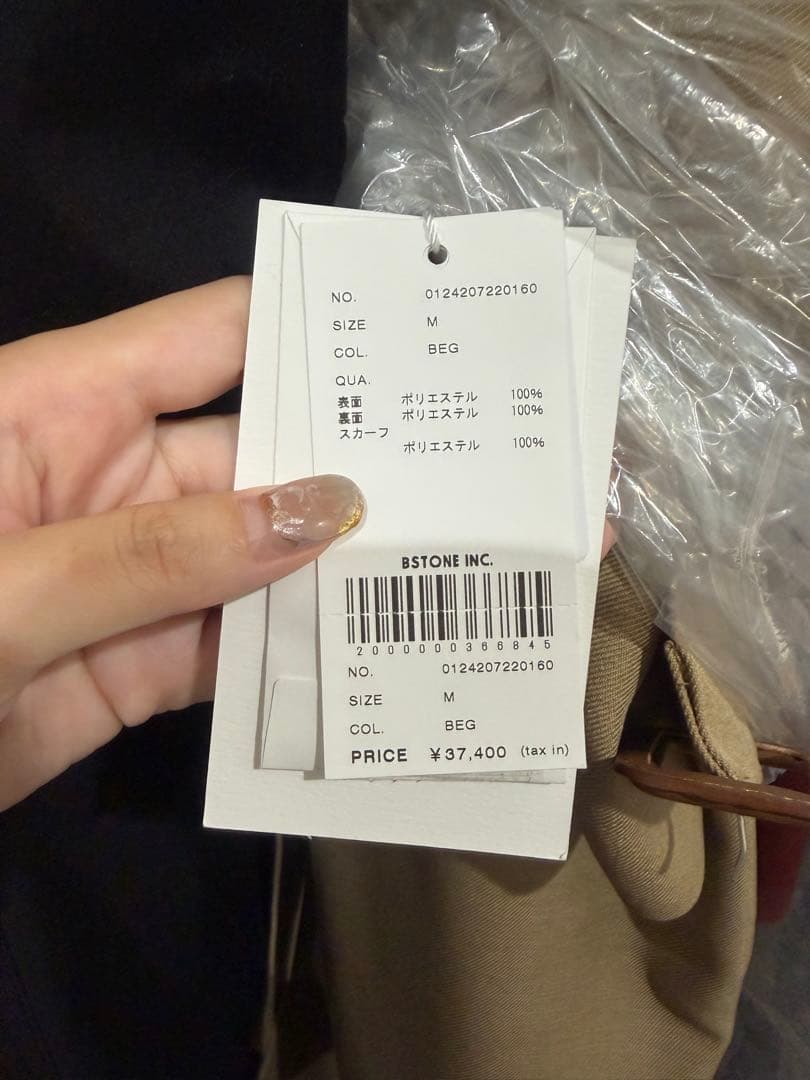 NO. 0124207220160
SIZE M
COL. BEG
QUA.
表面 ポリエステル 100%
裏面 ポリエステル 100%
スカーフ
ポリエステル 100%
BSTONE INC.
2000000366845
NO. 0124207220160
SIZE M
COL. BEG
PRICE ¥37,400 (tax in)